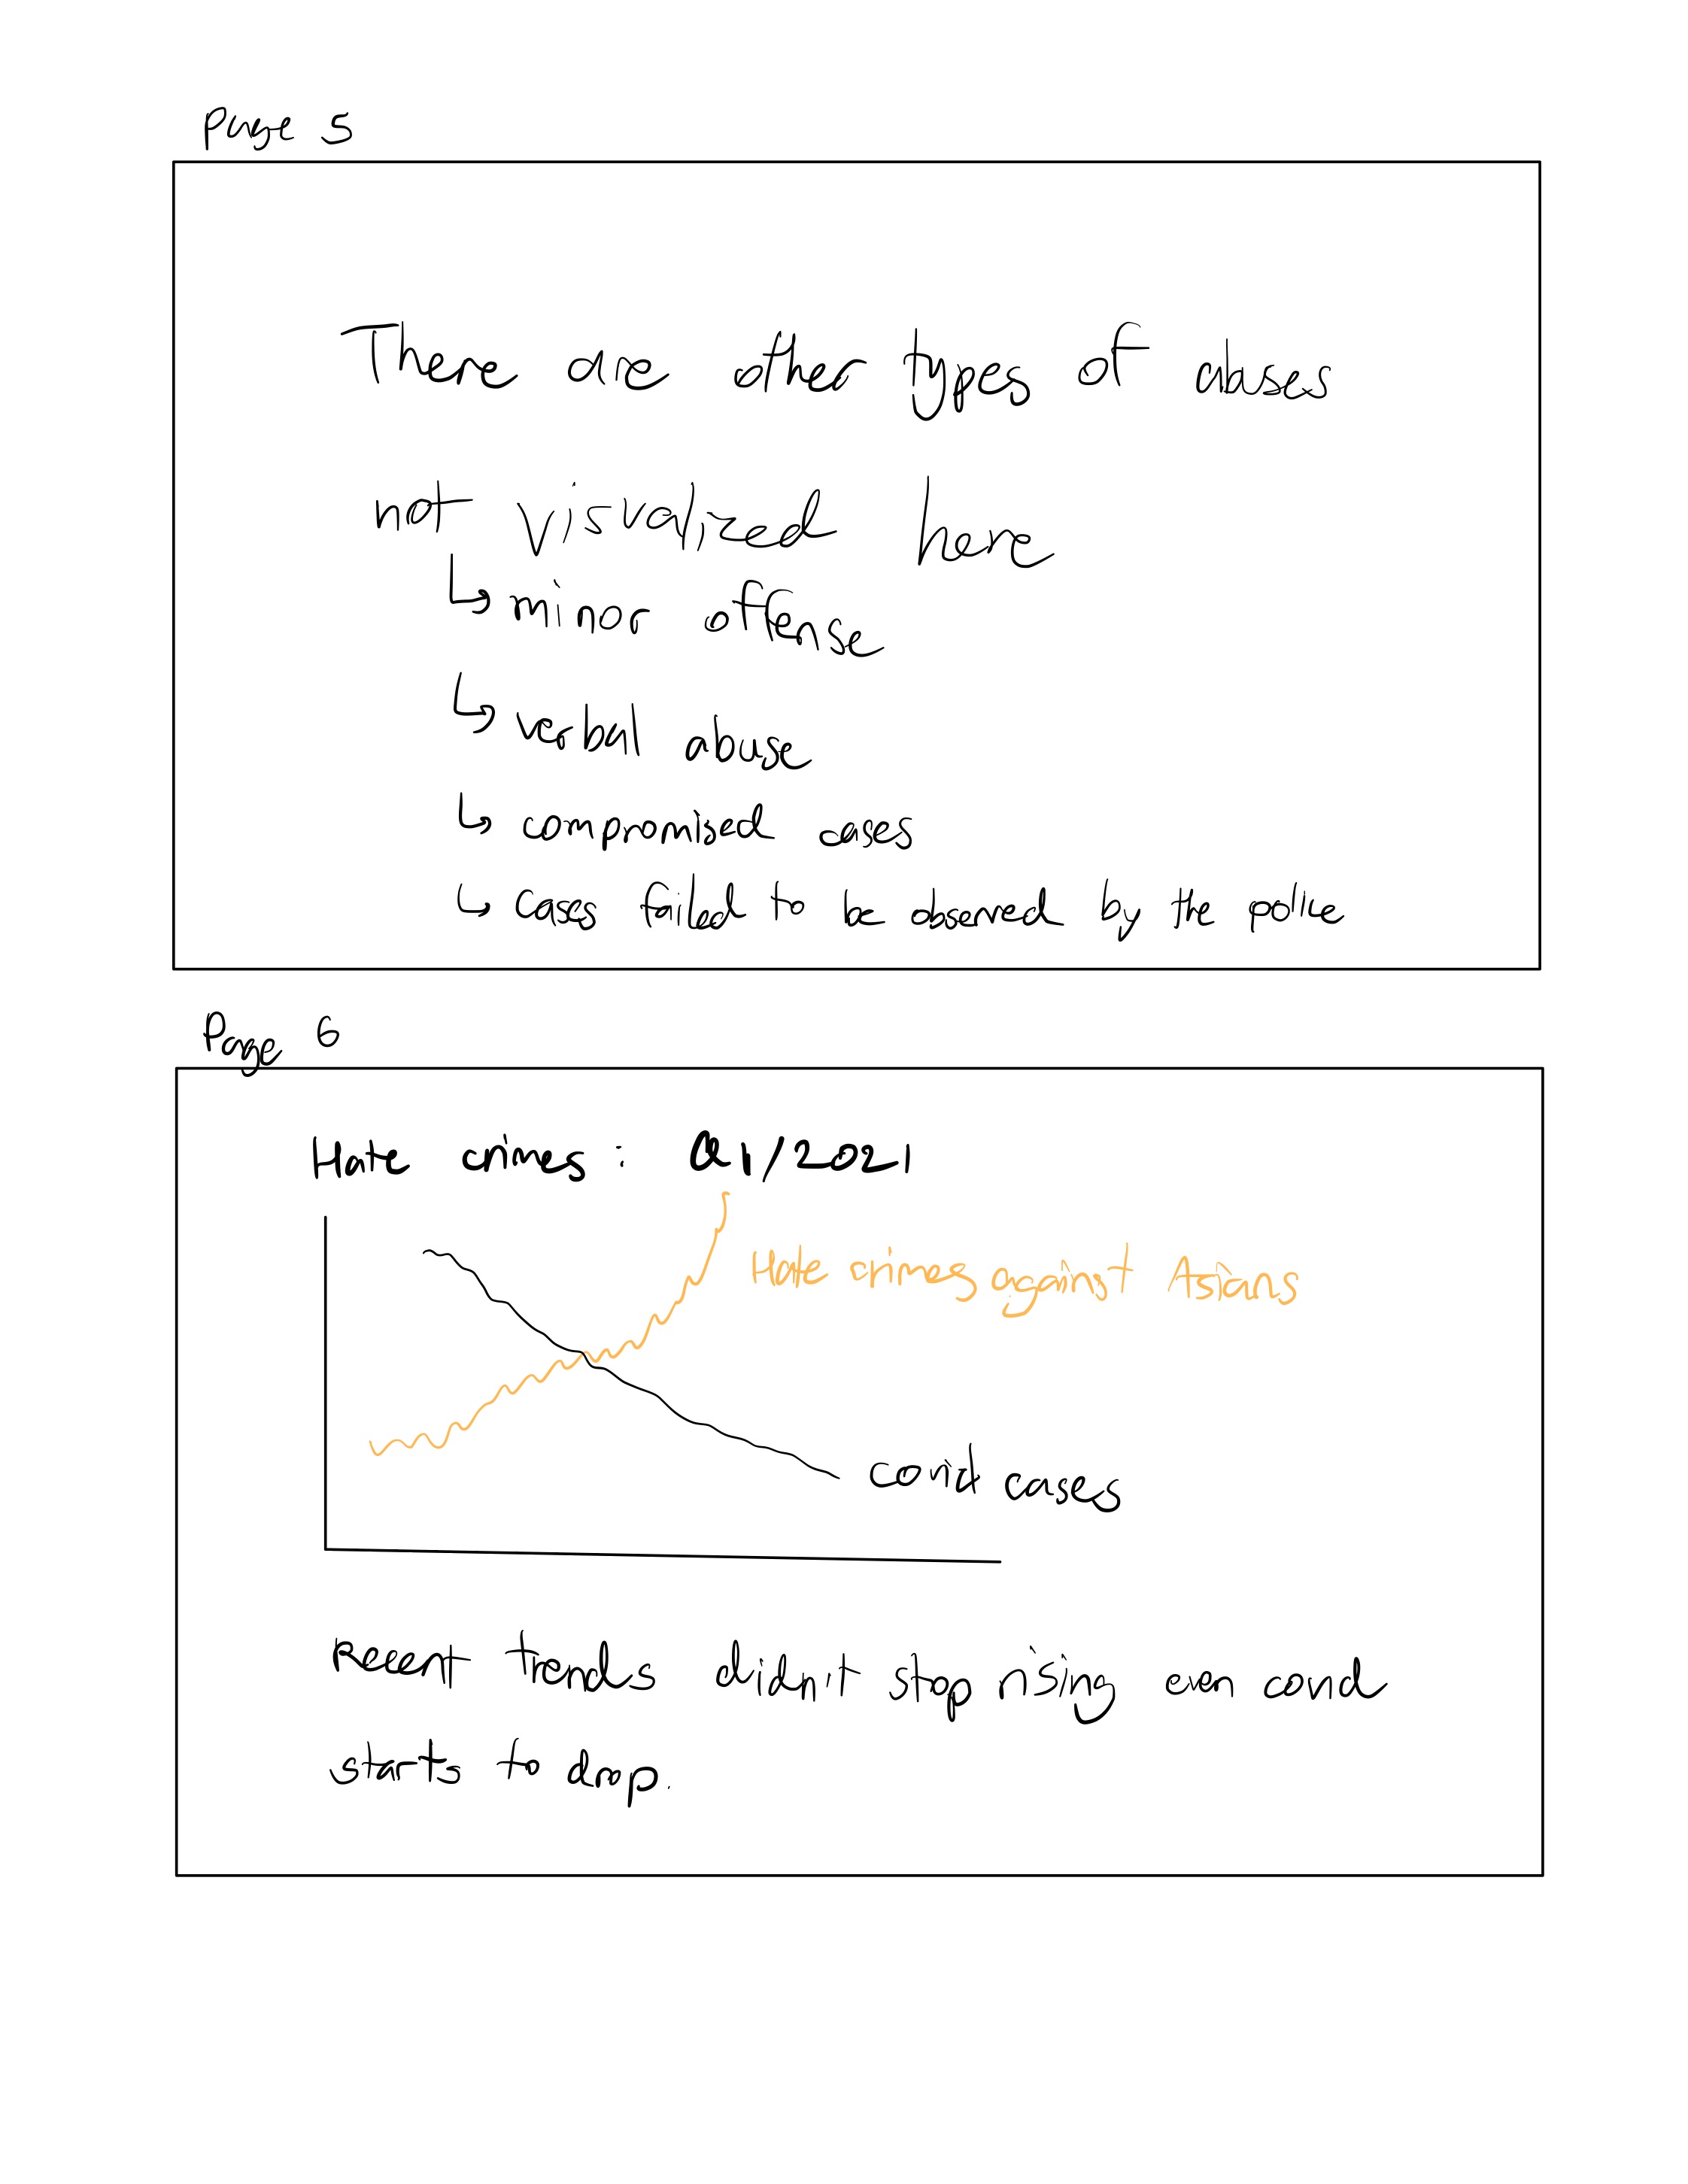 Page 5
There are other types of abuses
not visualized here
↳ minor offense
↳ verbal abuse
↳ compromised cases
↳ cases failed to be observed by the police
Page 6
Hate crimes: Q1/2021
Hate crimes against Asians
covid cases
Recent trends didn't stop rising even covid
starts to drop.